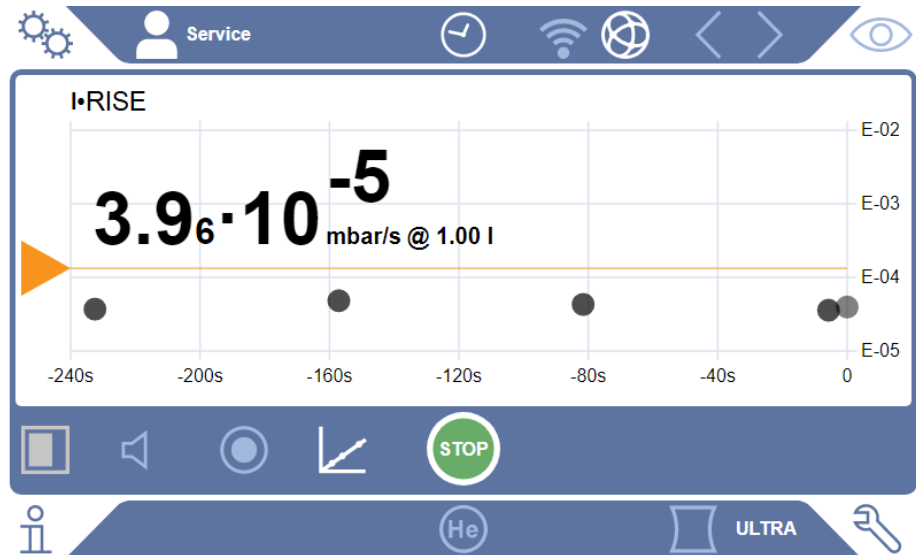 Service
I•RISE
3.9₆·10⁻⁵ mbar/s @ 1.00 l
E-02
E-03
E-04
E-05
-240s -200s -160s -120s -80s -40s 0
STOP
He
ULTRA